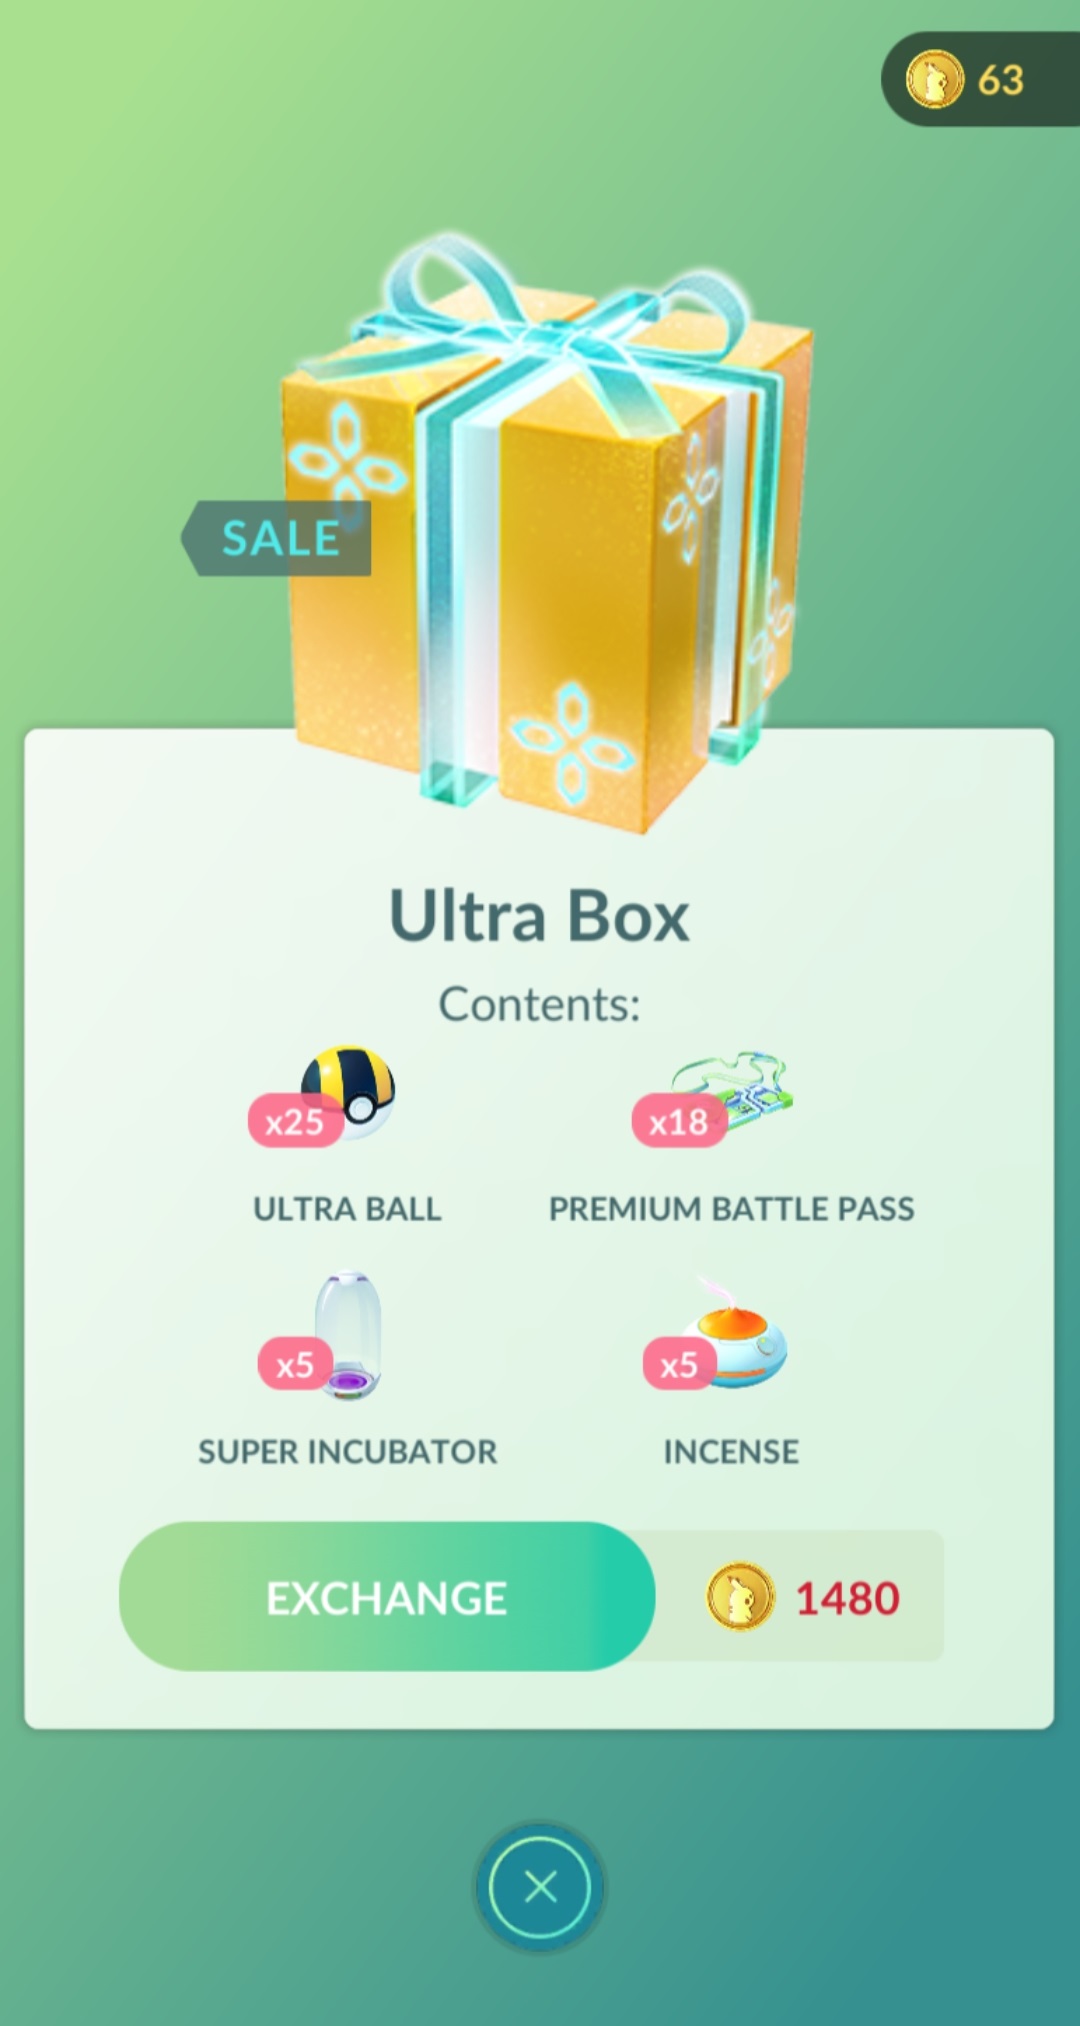 63
SALE
Ultra Box
Contents:
x25
x18
ULTRA BALL
PREMIUM BATTLE PASS
x5
x5
SUPER INCUBATOR
INCENSE
EXCHANGE
1480